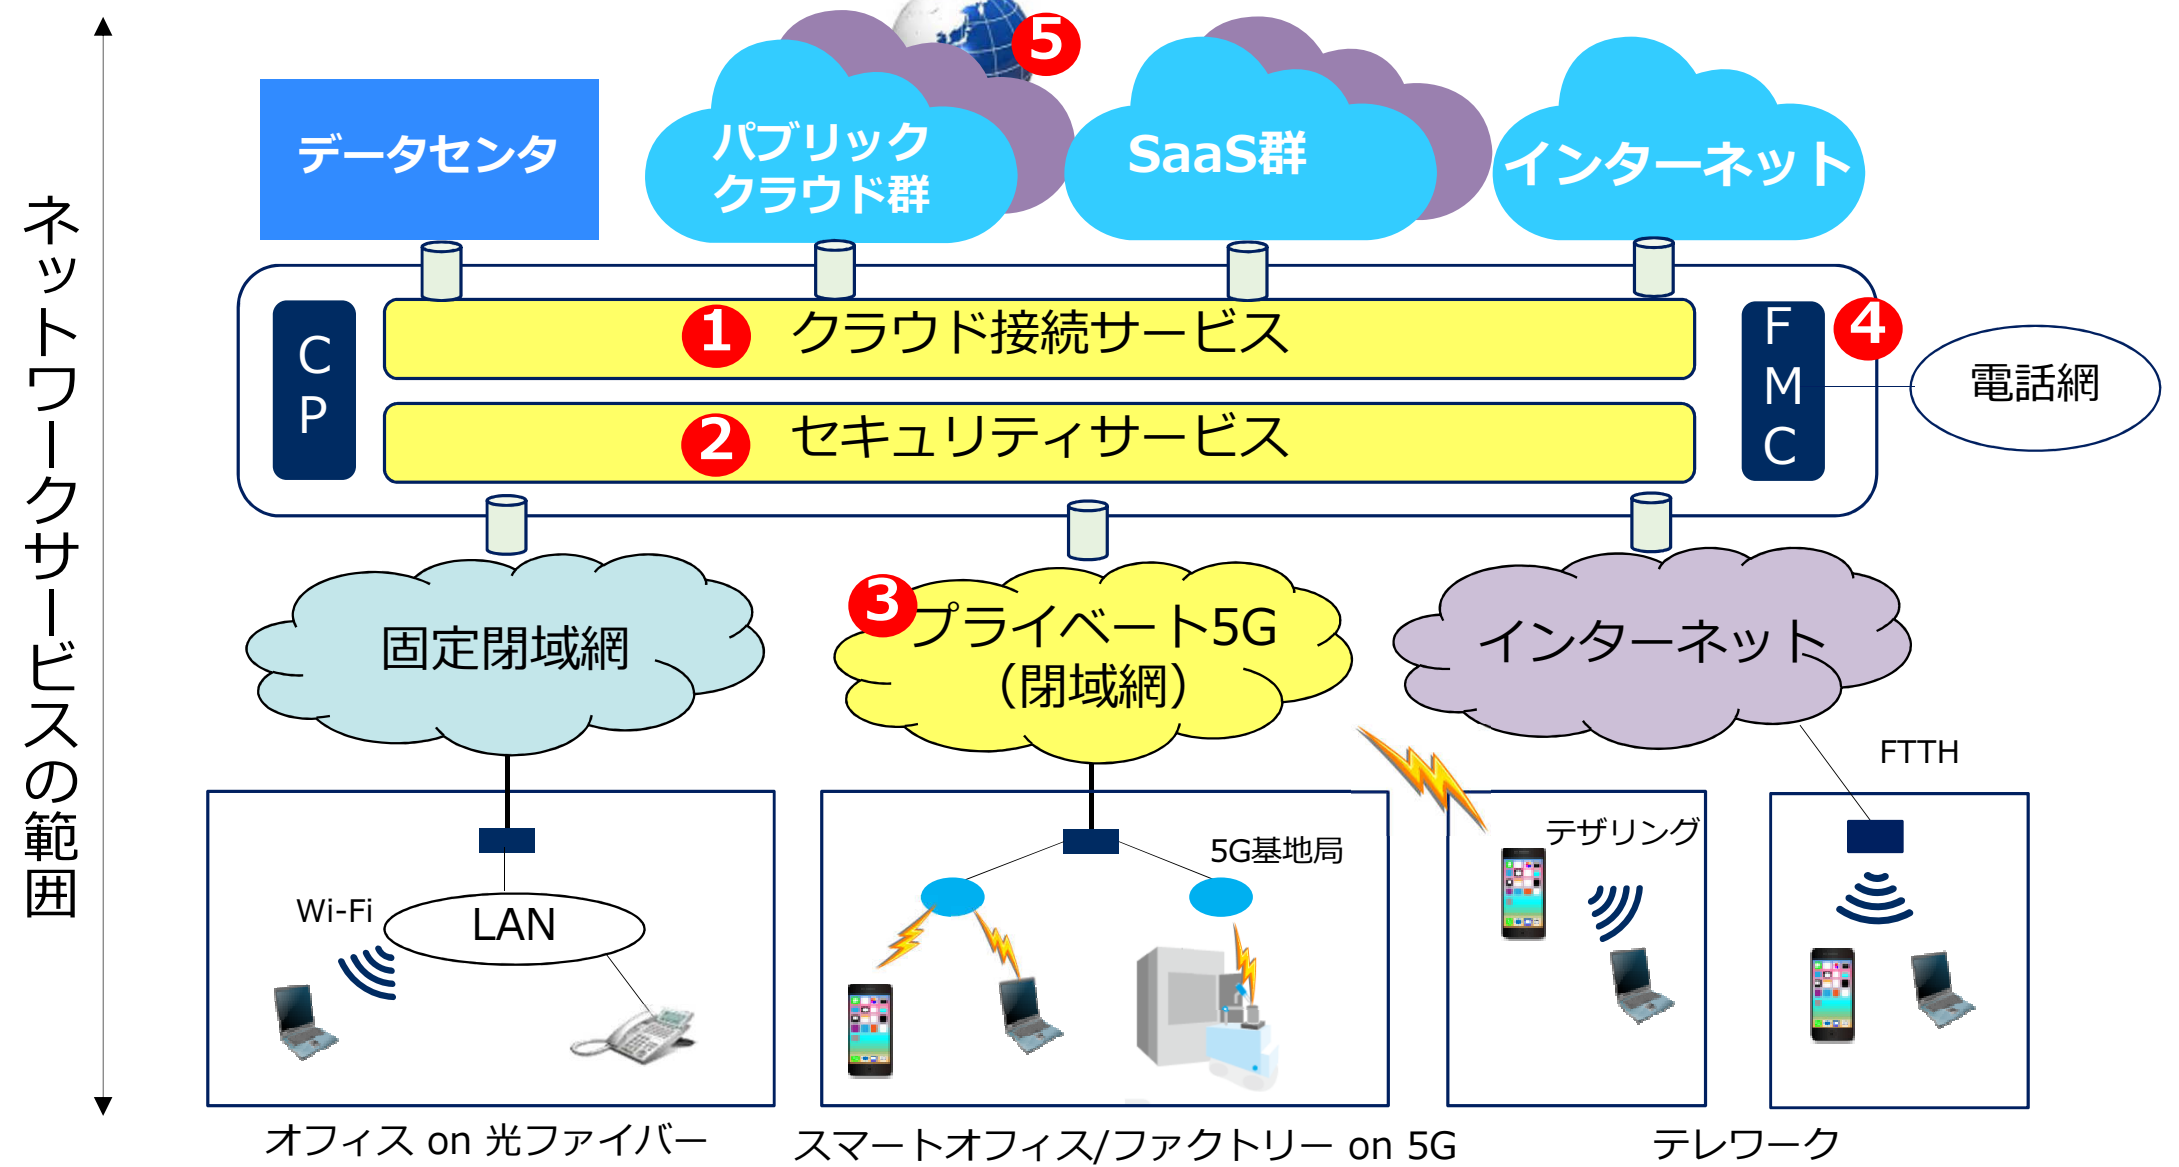 ネットワークサービスの範囲
5
データセンタ
パブリック
クラウド群
SaaS群
インターネット
CP
1 クラウド接続サービス
2 セキュリティサービス
FMC
4
電話網
固定閉域網
3
プライベート5G
（閉域網）
インターネット
FTTH
Wi-Fi
LAN
5G基地局
テザリング
オフィス on 光ファイバー
スマートオフィス/ファクトリー on 5G
テレワーク